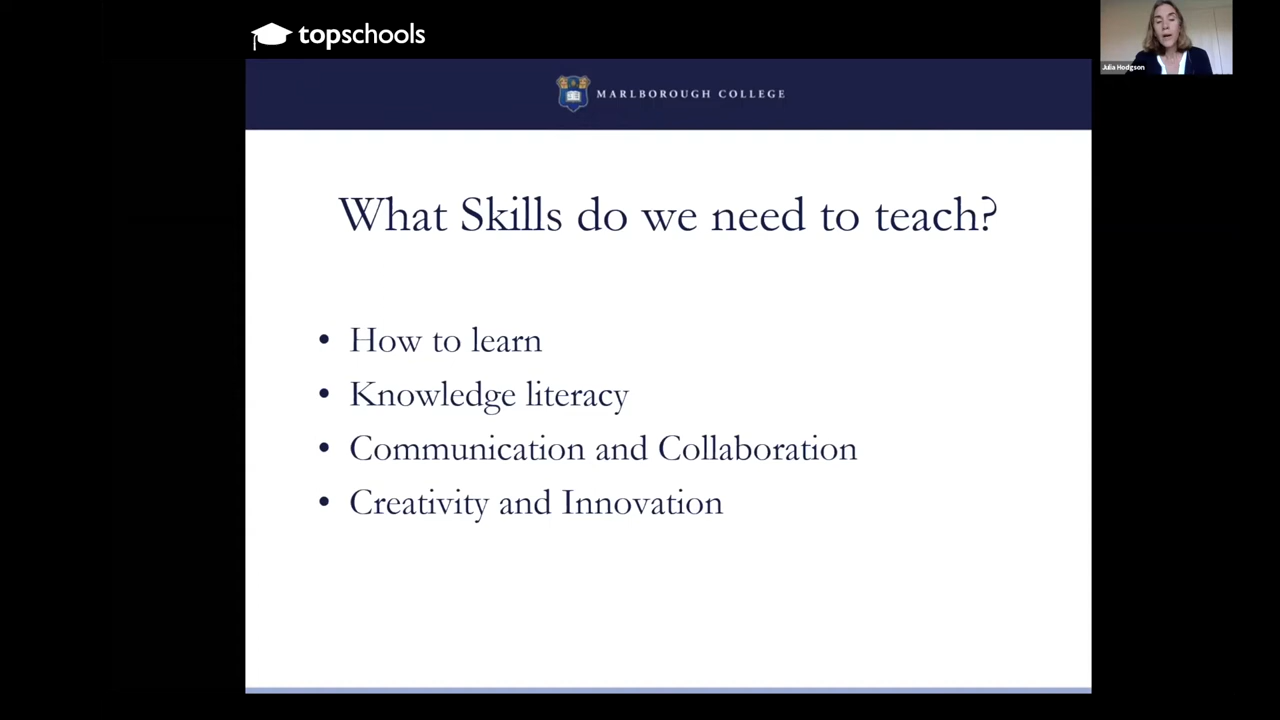 topschools
Julia Hodgson
MARLBOROUGH COLLEGE
What Skills do we need to teach?
• How to learn
• Knowledge literacy
• Communication and Collaboration
• Creativity and Innovation